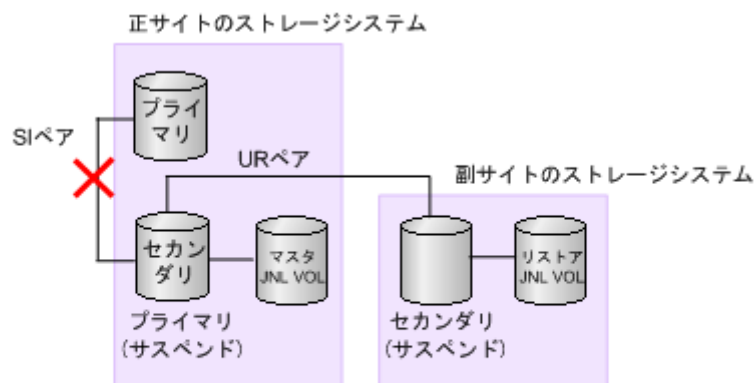 正サイトのストレージシステム
プライ
マリ
SIペア
URペア
副サイトのストレージシステム
セカン
ダリ
マスタ
JNL VOL
リストア
JNL VOL
プライマリ
(サスペンド)
セカンダリ
(サスペンド)